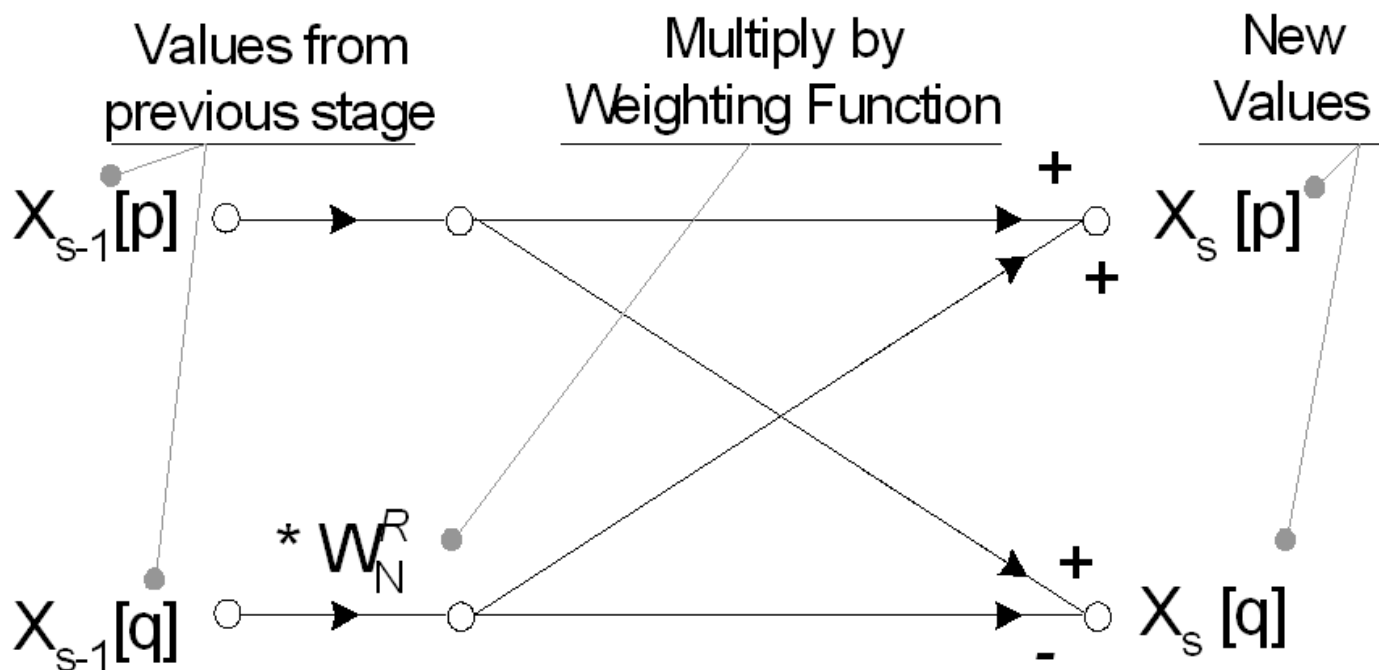 Values from
previous stage
Multiply by
Weighting Function
New
Values
+
X_{s-1}[p]
X_s [p]
+
* W_N^R
+
X_{s-1}[q]
X_s [q]
-